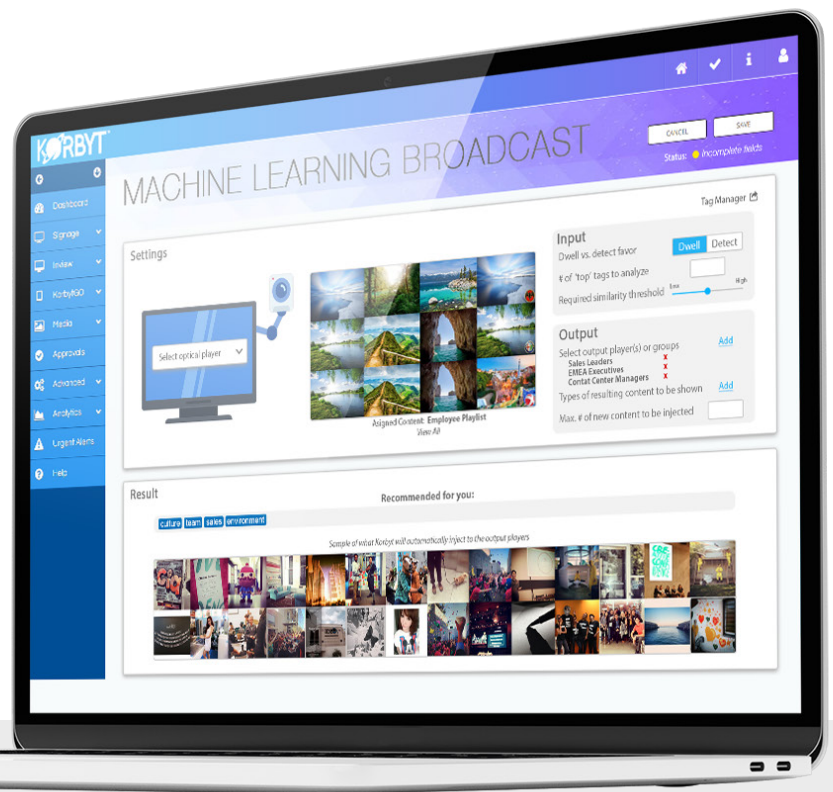 KORBYT
MACHINE LEARNING BROADCAST
CANCEL
SAVE
Status: Incomplete fields
Dashboard
Signage
Inview
KorbytGO
Media
Approvals
Advanced
Analytics
Urgent Alerts
Help
Tag Manager
Settings
Select optical player
Asigned Content: Employee Playlist
View All
Input
Dwell vs. detect favor
Dwell
Detect
# of "top" tags to analyze
Required similarity threshold
Low
High
Output
Select output player(s) or groups
Add
Sales Leaders x
EMEA Executives x
Contat Center Managers x
Types of resulting content to be shown
Add
Max. # of new content to be injected
Result
Recommended for you:
culture team sales environment
Sample of what Korbyt will automatically inject to the output players